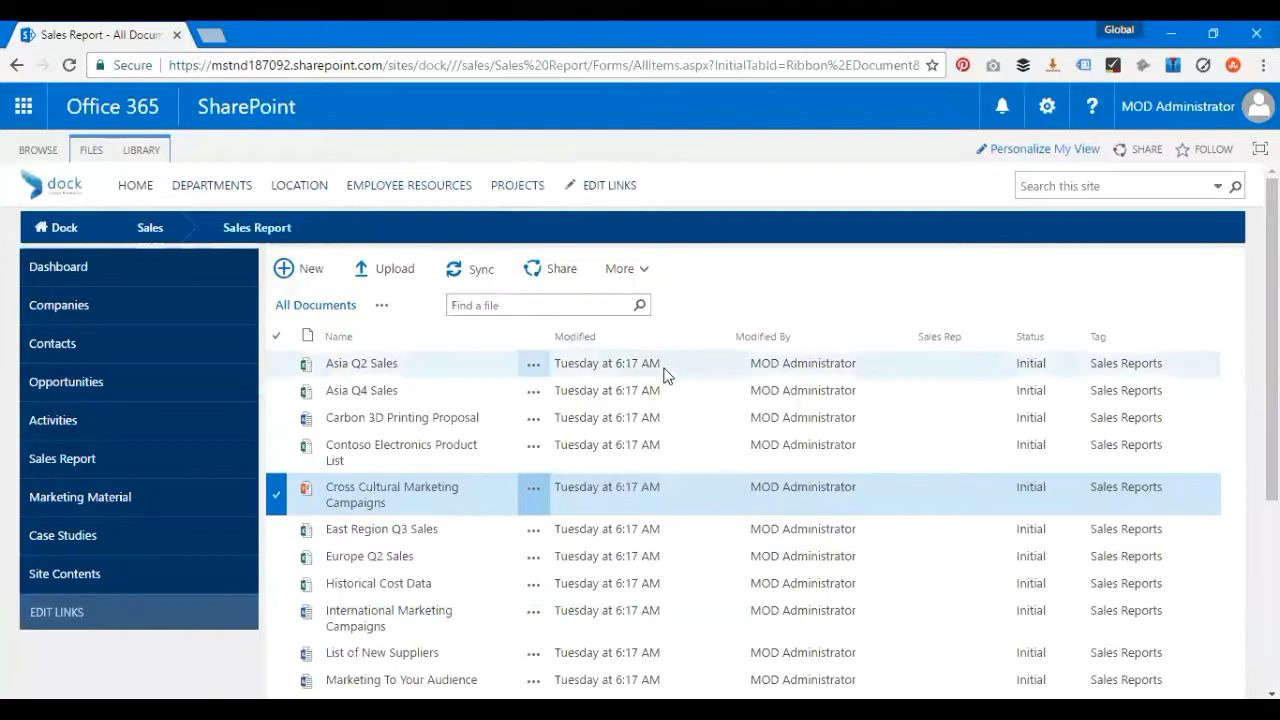 Sales Report - All Docum
Global
Secure https://mstnd187092.sharepoint.com/sites/dock///sales/Sales%20Report/Forms/AllItems.aspx?InitialTabId=Ribbon%2EDocument&
Office 365 SharePoint
? MOD Administrator
BROWSE FILES LIBRARY Personalize My View SHARE FOLLOW
dock HOME DEPARTMENTS LOCATION EMPLOYEE RESOURCES PROJECTS EDIT LINKS Search this site
Dock Sales Sales Report
Dashboard
Companies
Contacts
Opportunities
Activities
Sales Report
Marketing Material
Case Studies
Site Contents
EDIT LINKS
New Upload Sync Share More
All Documents ... Find a file
Name Modified Modified By Sales Rep Status Tag
Asia Q2 Sales ... Tuesday at 6:17 AM MOD Administrator Initial Sales Reports
Asia Q4 Sales ... Tuesday at 6:17 AM MOD Administrator Initial Sales Reports
Carbon 3D Printing Proposal ... Tuesday at 6:17 AM MOD Administrator Initial Sales Reports
Contoso Electronics Product ... Tuesday at 6:17 AM MOD Administrator Initial Sales Reports
List
Cross Cultural Marketing ... Tuesday at 6:17 AM MOD Administrator Initial Sales Reports
Campaigns
East Region Q3 Sales ... Tuesday at 6:17 AM MOD Administrator Initial Sales Reports
Europe Q2 Sales ... Tuesday at 6:17 AM MOD Administrator Initial Sales Reports
Historical Cost Data ... Tuesday at 6:17 AM MOD Administrator Initial Sales Reports
International Marketing ... Tuesday at 6:17 AM MOD Administrator Initial Sales Reports
Campaigns
List of New Suppliers ... Tuesday at 6:17 AM MOD Administrator Initial Sales Reports
Marketing To Your Audience ... Tuesday at 6:17 AM MOD Administrator Initial Sales Reports